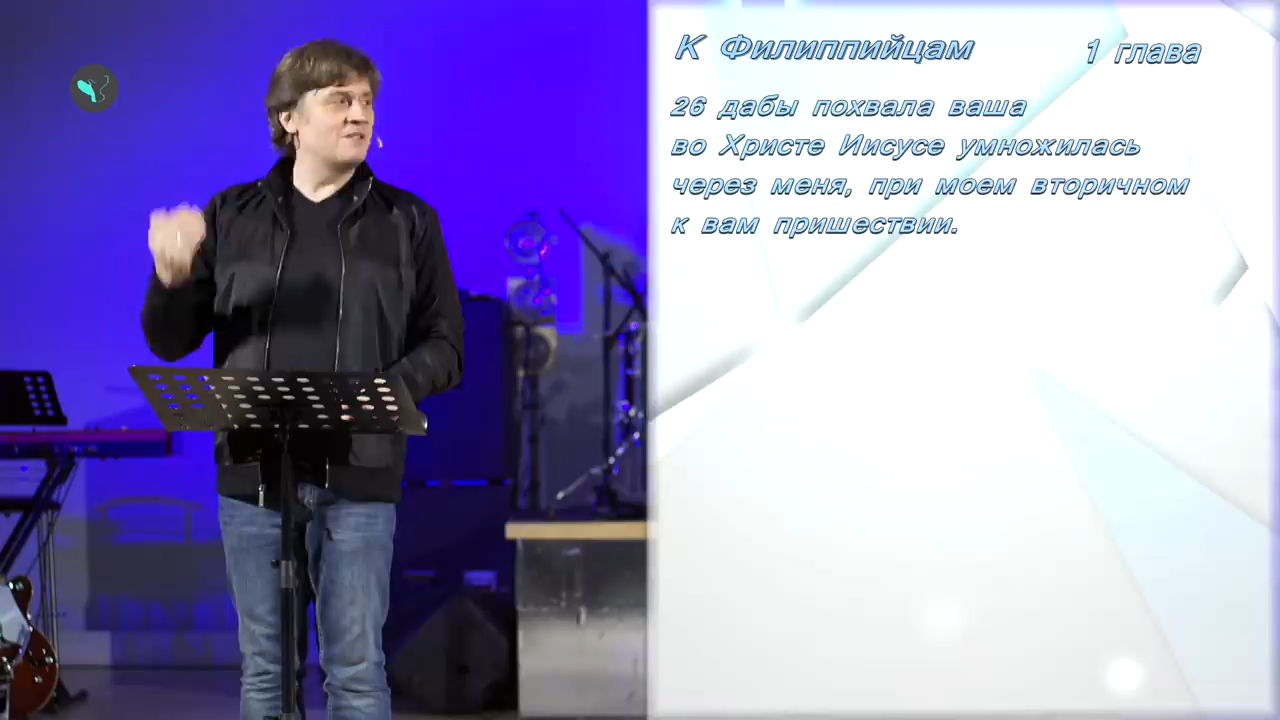 К Филиппийцам 1 глава
26 дабы похвала ваша
во Христе Иисусе умножилась
через меня, при моем вторичном
к вам пришествии.